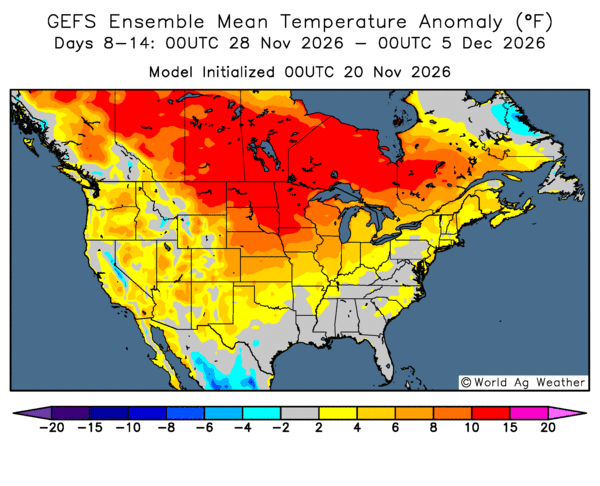 GEFS Ensemble Mean Temperature Anomaly (°F)
Days 8–14: 00UTC 28 Nov 2026 – 00UTC 5 Dec 2026
Model Initialized 00UTC 20 Nov 2026
©World Ag Weather
−20 −15 −10 −8 −6 −4 −2 2 4 6 8 10 15 20